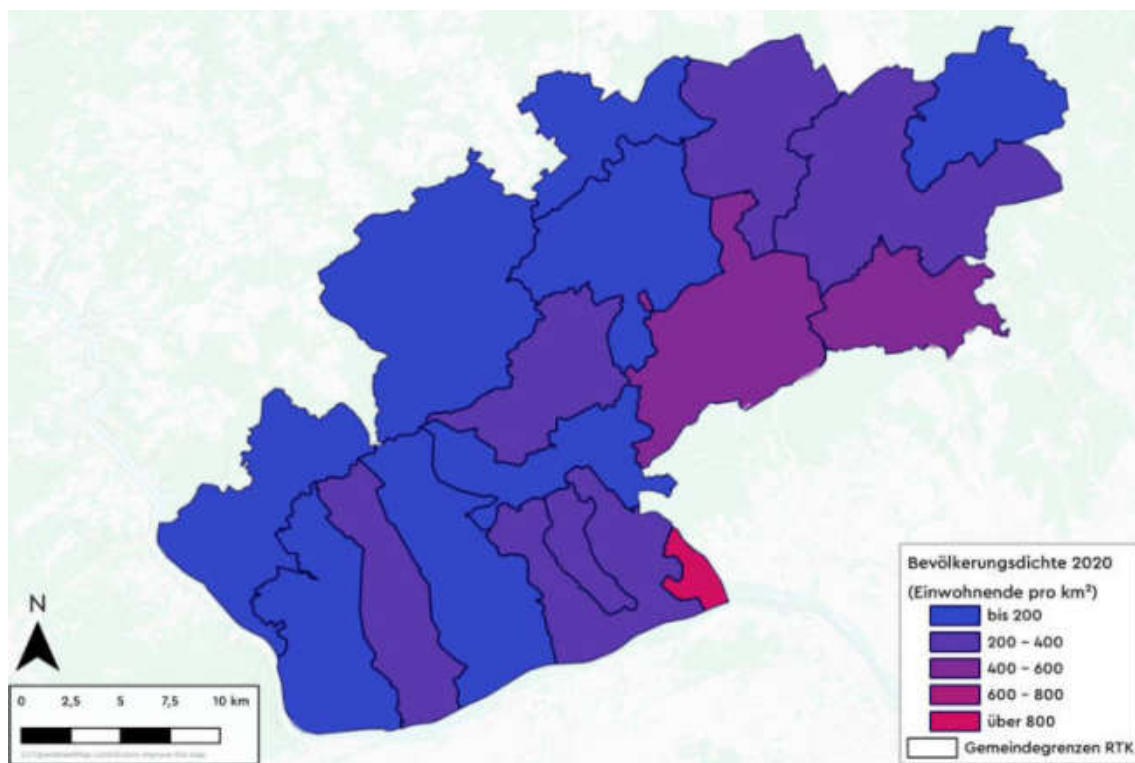 N
0 2,5 5 7,5 10 km
Bevölkerungsdichte 2020
(Einwohnende pro km²)
bis 200
200 – 400
400 – 600
600 – 800
über 800
Gemeindegrenzen RTK